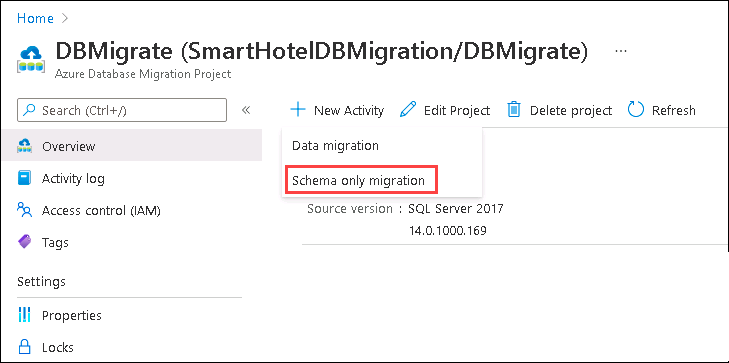 Home
DBMigrate (SmartHotelDBMigration/DBMigrate) ...
Azure Database Migration Project
Search (Ctrl+/) «
New Activity Edit Project Delete project Refresh
Data migration
Schema only migration
Source version : SQL Server 2017
14.0.1000.169
Overview
Activity log
Access control (IAM)
Tags
Settings
Properties
Locks